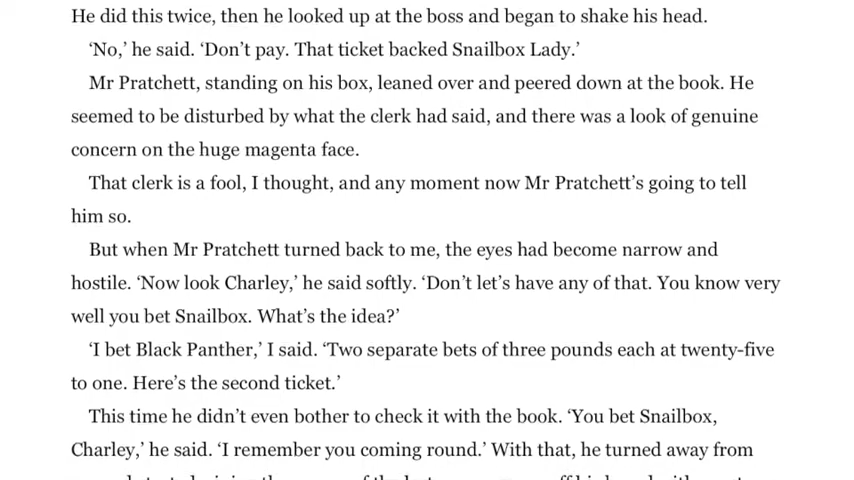 He did this twice, then he looked up at the boss and began to shake his head.
‘No,’ he said. ‘Don’t pay. That ticket backed Snailbox Lady.’
Mr Pratchett, standing on his box, leaned over and peered down at the book. He
seemed to be disturbed by what the clerk had said, and there was a look of genuine
concern on the huge magenta face.
That clerk is a fool, I thought, and any moment now Mr Pratchett’s going to tell
him so.
But when Mr Pratchett turned back to me, the eyes had become narrow and
hostile. ‘Now look Charley,’ he said softly. ‘Don’t let’s have any of that. You know very
well you bet Snailbox. What’s the idea?’
‘I bet Black Panther,’ I said. ‘Two separate bets of three pounds each at twenty-five
to one. Here’s the second ticket.’
This time he didn’t even bother to check it with the book. ‘You bet Snailbox,
Charley,’ he said. ‘I remember you coming round.’ With that, he turned away from